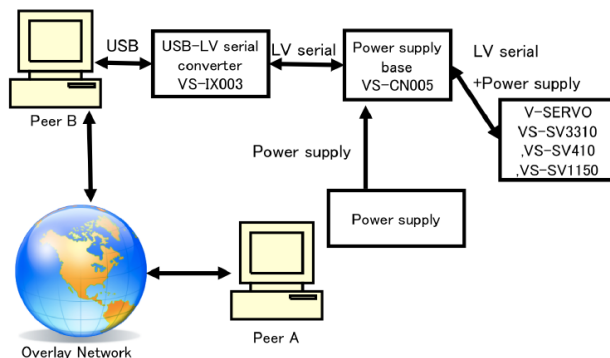 USB
USB-LV serial
converter
VS-IX003
LV serial
Power supply
base
VS-CN005
LV serial
+Power supply
V-SERVO
VS-SV3310
,VS-SV410
,VS-SV1150
Peer B
Power supply
Power supply
Peer A
Overlay Network